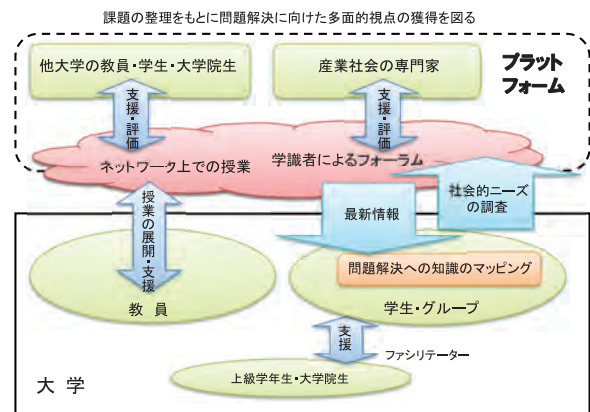 課題の整理をもとに問題解決に向けた多面的視点の獲得を図る
他大学の教員・学生・大学院生
産業社会の専門家
プラット
フォーム
支援・評価
支援・評価
ネットワーク上での授業
学識者によるフォーラム
社会的ニーズ
の調査
授業の展開・支援
最新情報
問題解決への知識のマッピング
教員
学生・グループ
支援
ファシリテーター
上級学年生・大学院生
大学